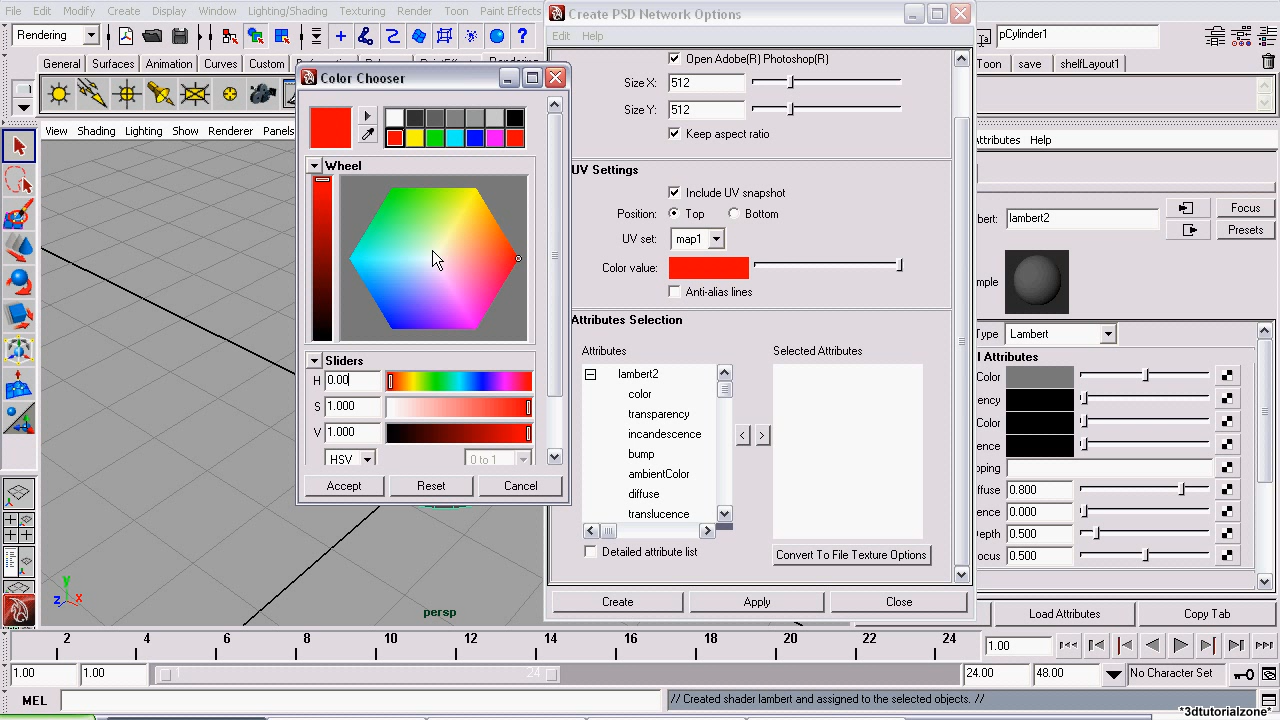 File Edit Modify Create Display Window Lighting/Shading Texturing Render Toon Paint Effects
Create PSD Network Options
Edit Help
Rendering
pCylinder1
General Surfaces Animation Curves Custom
Toon save shelfLayout1
Color Chooser
Open Adobe(R) Photoshop(R)
Size X: 512
Size Y: 512
Keep aspect ratio
View Shading Lighting Show Renderer Panels
ttributes Help
Wheel
UV Settings
Include UV snapshot
Position: Top Bottom
UV set: map1
Color value:
Anti-alias lines
bert: lambert2
Focus
Presets
mple
Attributes Selection
Type Lambert
Attributes
Selected Attributes
l Attributes
Sliders
H 0.00
S 1.000
V 1.000
HSV 0 to 1
Accept Reset Cancel
lambert2
color
transparency
incandescence
bump
ambientColor
diffuse
translucence
Detailed attribute list
Convert To File Texture Options
Color
ency
Color
ence
pping
ffuse 0.800
ence 0.000
Depth 0.500
ocus 0.500
y
z x
persp
Create Apply Close
Load Attributes Copy Tab
2 4 6 8 10 12 14 16 18 20 22 24
1.00
1.00 1.00 1 24 24.00 48.00 No Character Set
MEL
// Created shader lambert and assigned to the selected objects. //
*3dtutorialzone*